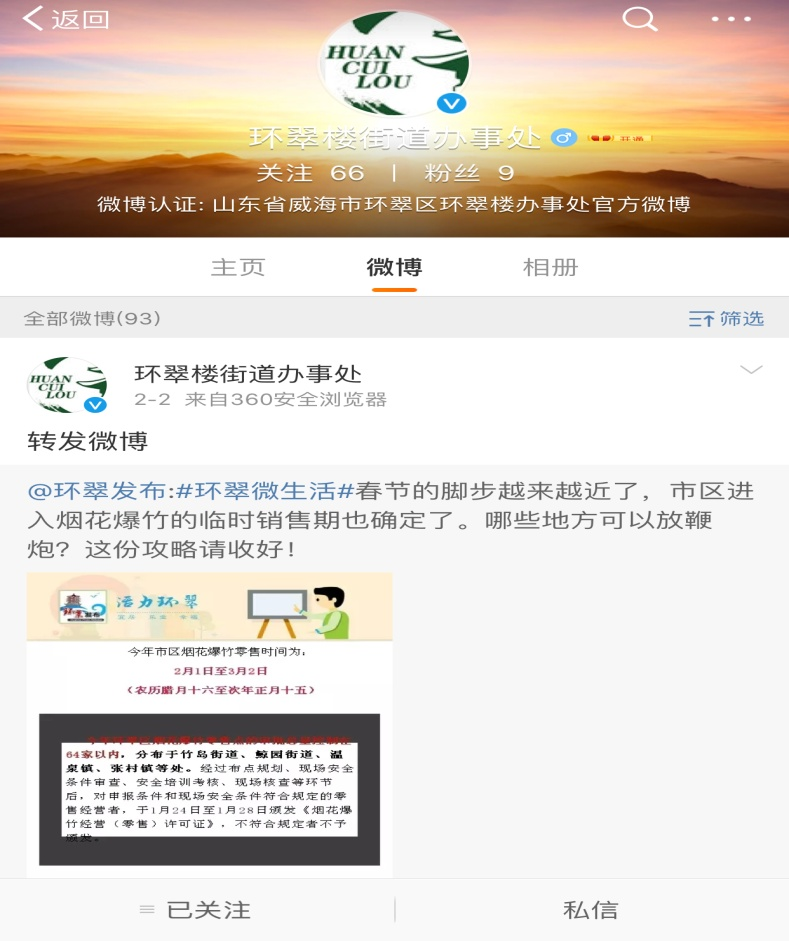 返回
HUAN
CUI
LOU
环翠楼街道办事处
关注 66 | 粉丝 9
微博认证: 山东省威海市环翠区环翠楼办事处官方微博
主页 微博 相册
全部微博(93) 筛选
HUAN
CUI
LOU
环翠楼街道办事处
2-2 来自360安全浏览器
转发微博
@环翠发布:#环翠微生活#春节的脚步越来越近了，市区进
入烟花爆竹的临时销售期也确定了。哪些地方可以放鞭
炮？这份攻略请收好！
活力环翠
今年市区烟花爆竹零售时间为：
2月1日至3月2日
（农历腊月十六至次年正月十五）
64家以内，分布于竹岛街道、鲸园街道、温
泉镇、张村镇等处。经过布点规划、现场安全
条件审查、安全培训考核、现场核查等环节
后，对申报条件和现场安全条件符合规定的零
售经营者，于1月24日至1月28日颁发《烟花爆
竹经营（零售）许可证》，不符合规定者不予
颁发。
已关注 私信